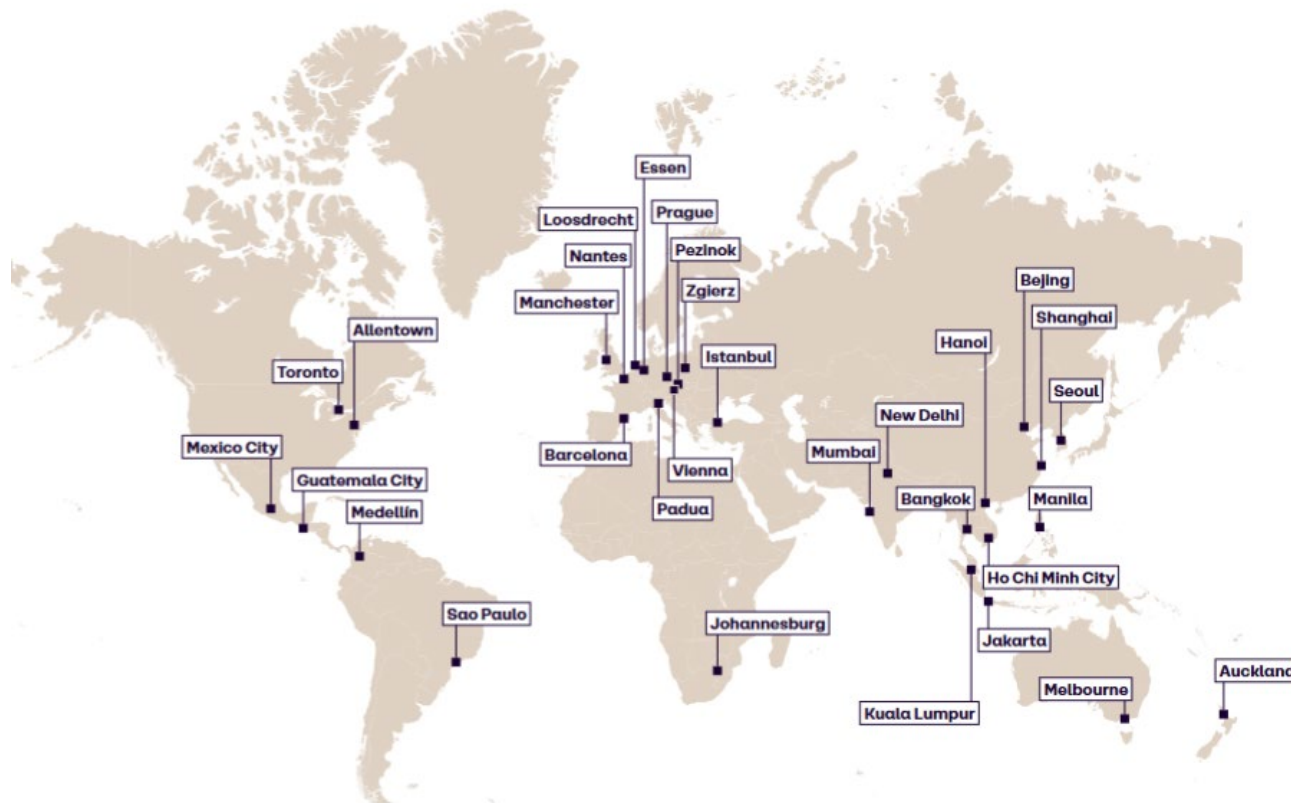 Essen
Loosdrecht
Prague
Nantes
Pezinok
Manchester
Zgierz
Bejing
Shanghai
Allentown
Hanoi
Istanbul
Toronto
Seoul
New Delhi
Mexico City
Barcelona
Mumbai
Vienna
Guatemala City
Bangkok
Manila
Padua
Medellín
Ho Chi Minh City
Sao Paulo
Johannesburg
Jakarta
Auckland
Melbourne
Kuala Lumpur